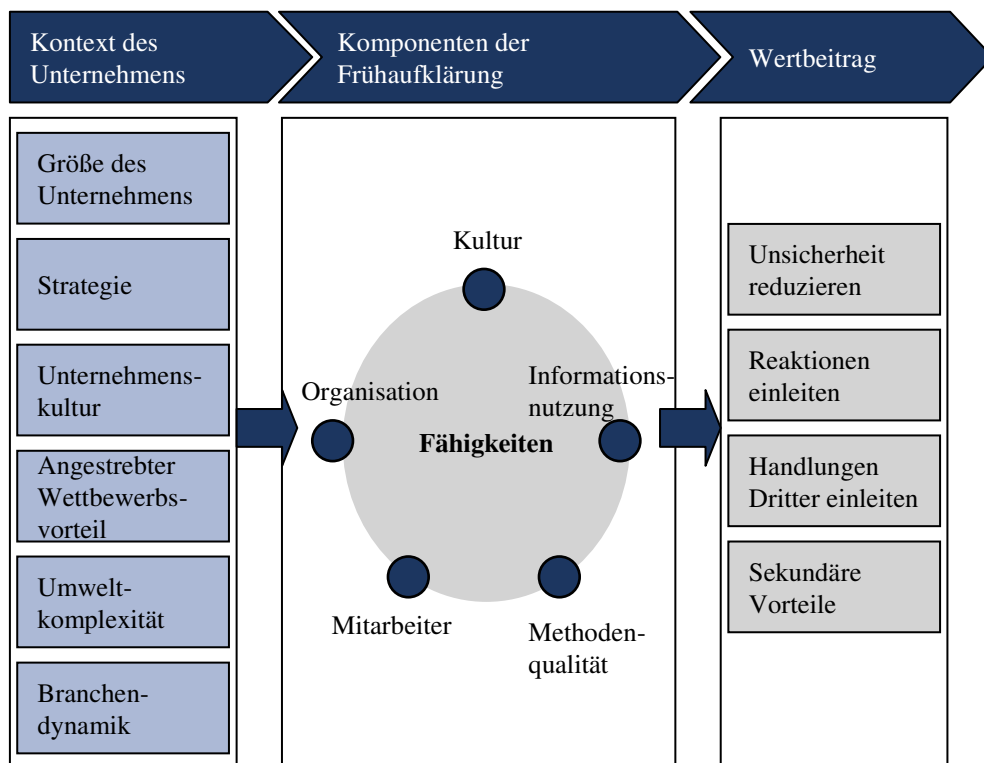 Kontext des
Unternehmens
Komponenten der
Frühaufklärung
Wertbeitrag
Größe des
Unternehmens
Strategie
Unternehmens-
kultur
Angestrebter
Wettbewerbs-
vorteil
Umwelt-
komplexität
Branchen-
dynamik
Kultur
Organisation
Informations-
nutzung
Fähigkeiten
Mitarbeiter
Methoden-
qualität
Unsicherheit
reduzieren
Reaktionen
einleiten
Handlungen
Dritter einleiten
Sekundäre
Vorteile